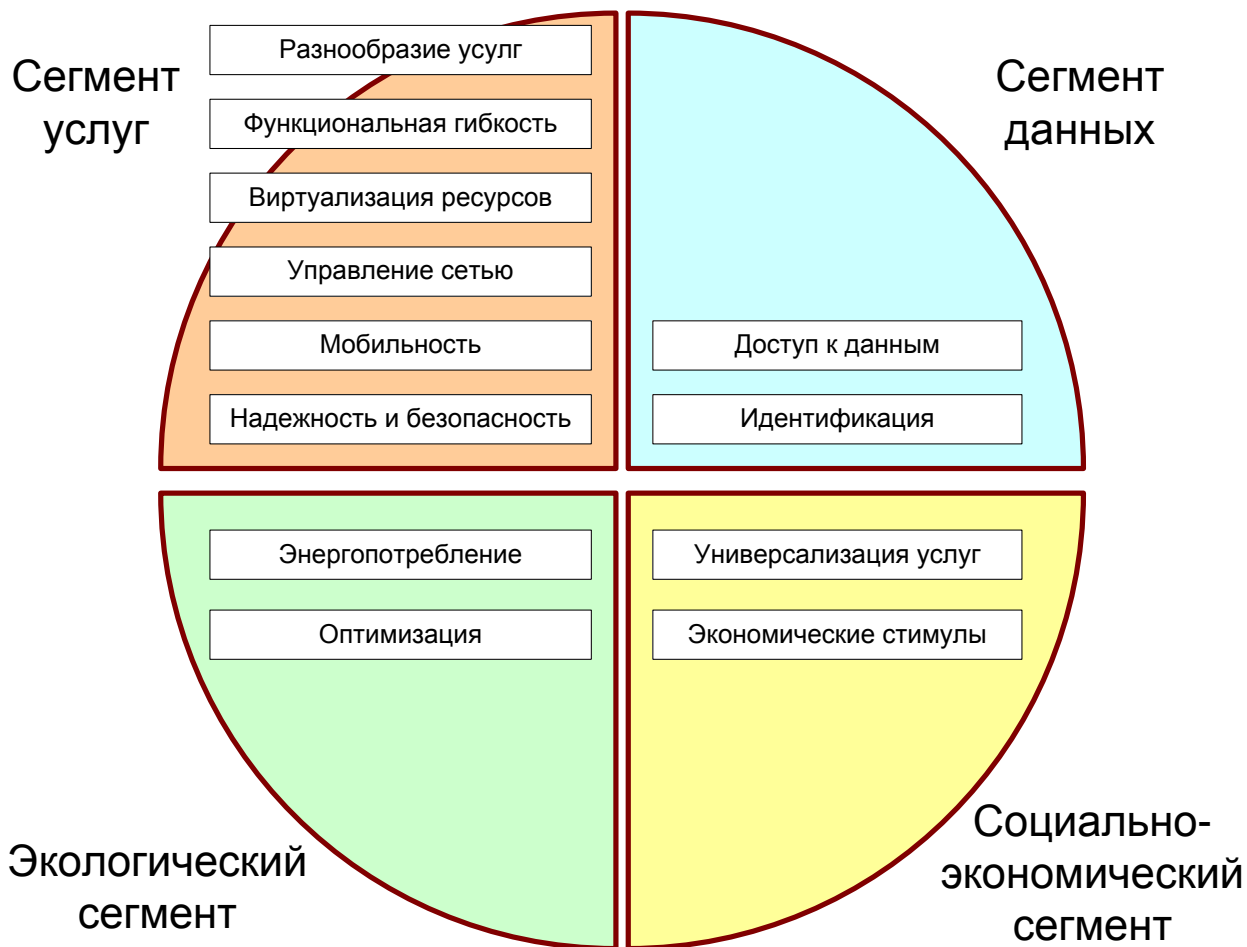 Сегмент
услуг
Разнообразие усулг
Функциональная гибкость
Виртуализация ресурсов
Управление сетью
Мобильность
Надежность и безопасность
Сегмент
данных
Доступ к данным
Идентификация
Энергопотребление
Оптимизация
Экологический
сегмент
Универсализация услуг
Экономические стимулы
Социально-
экономический
сегмент